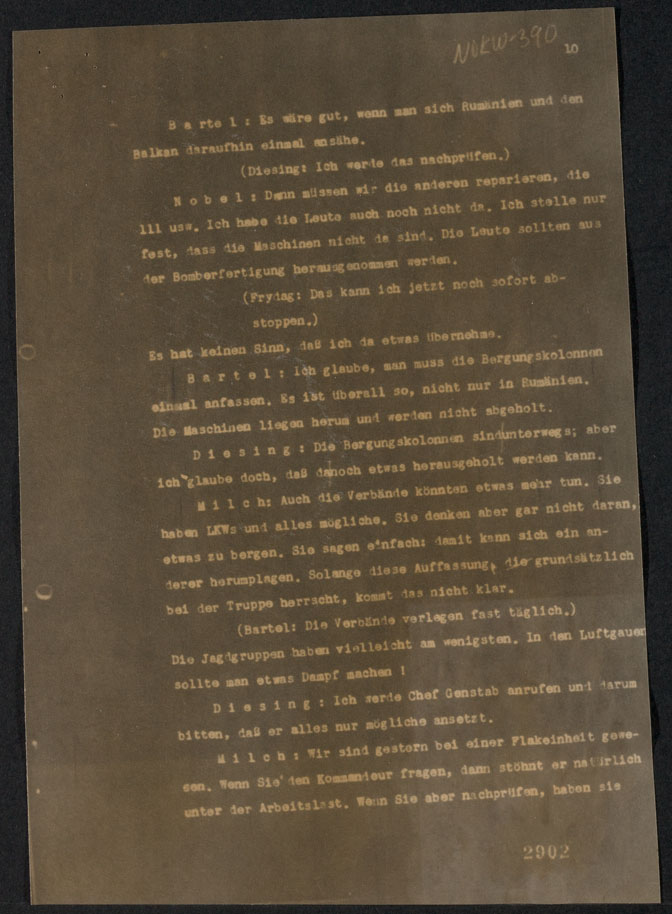 NOKW-390
10
B a rte l : Es wäre gut, wenn man sich Rumänien und den
Balkan daraufhin einmal ansähe.
(Diesing: Ich werde das nachprüfen.)
N o b e l : Dann müssen wir die anderen reparieren, die
111 usw. Ich habe die Leute auch noch nicht da. Ich stelle nur
fest, dass die Maschinen nicht da sind. Die Leute sollten aus
der Bomberfertigung herausgenommen werden.
(Frydag: Das kann ich jetzt noch sofort ab-
stoppen.)
Es hat keinen Sinn, daß ich da etwas übernehme.
B a r t e l : Ich glaube, man muss die Bergungskolonnen
einmal anfassen. Es ist überall so, nicht nur in Rumänien.
Die Maschinen liegen herum und werden nicht abgeholt.
D i e s i n g : Die Bergungskolonnen sindunterwegs; aber
ich glaube doch, daß danoch etwas herausgeholt werden kann.
M i l c h: Auch die Verbände könnten etwas mehr tun. Sie
haben LKWs und alles mögliche. Sie denken aber gar nicht daran,
etwas zu bergen. Sie sagen einfach: damit kann sich ein an-
derer herumplagen. Solange diese Auffassung, die grundsätzlich
bei der Truppe herrscht, kommt das nicht klar.
(Bartel: Die Verbände verlegen fast täglich.)
Die Jagdgruppen haben vielleicht am wenigsten. In den Luftgauen
sollte man etwas Dampf machen !
D i e s i n g : Ich werde Chef Genstab anrufen und darum
bitten, daß er alles nur mögliche ansetzt.
M i l c h : Wir sind gestern bei einer Flakeinheit gewe-
sen. Wenn Sie den Kommandeur fragen, dann stöhnt er natürlich
unter der Arbeitslast. Wenn Sie aber nachprüfen, haben sie
2902